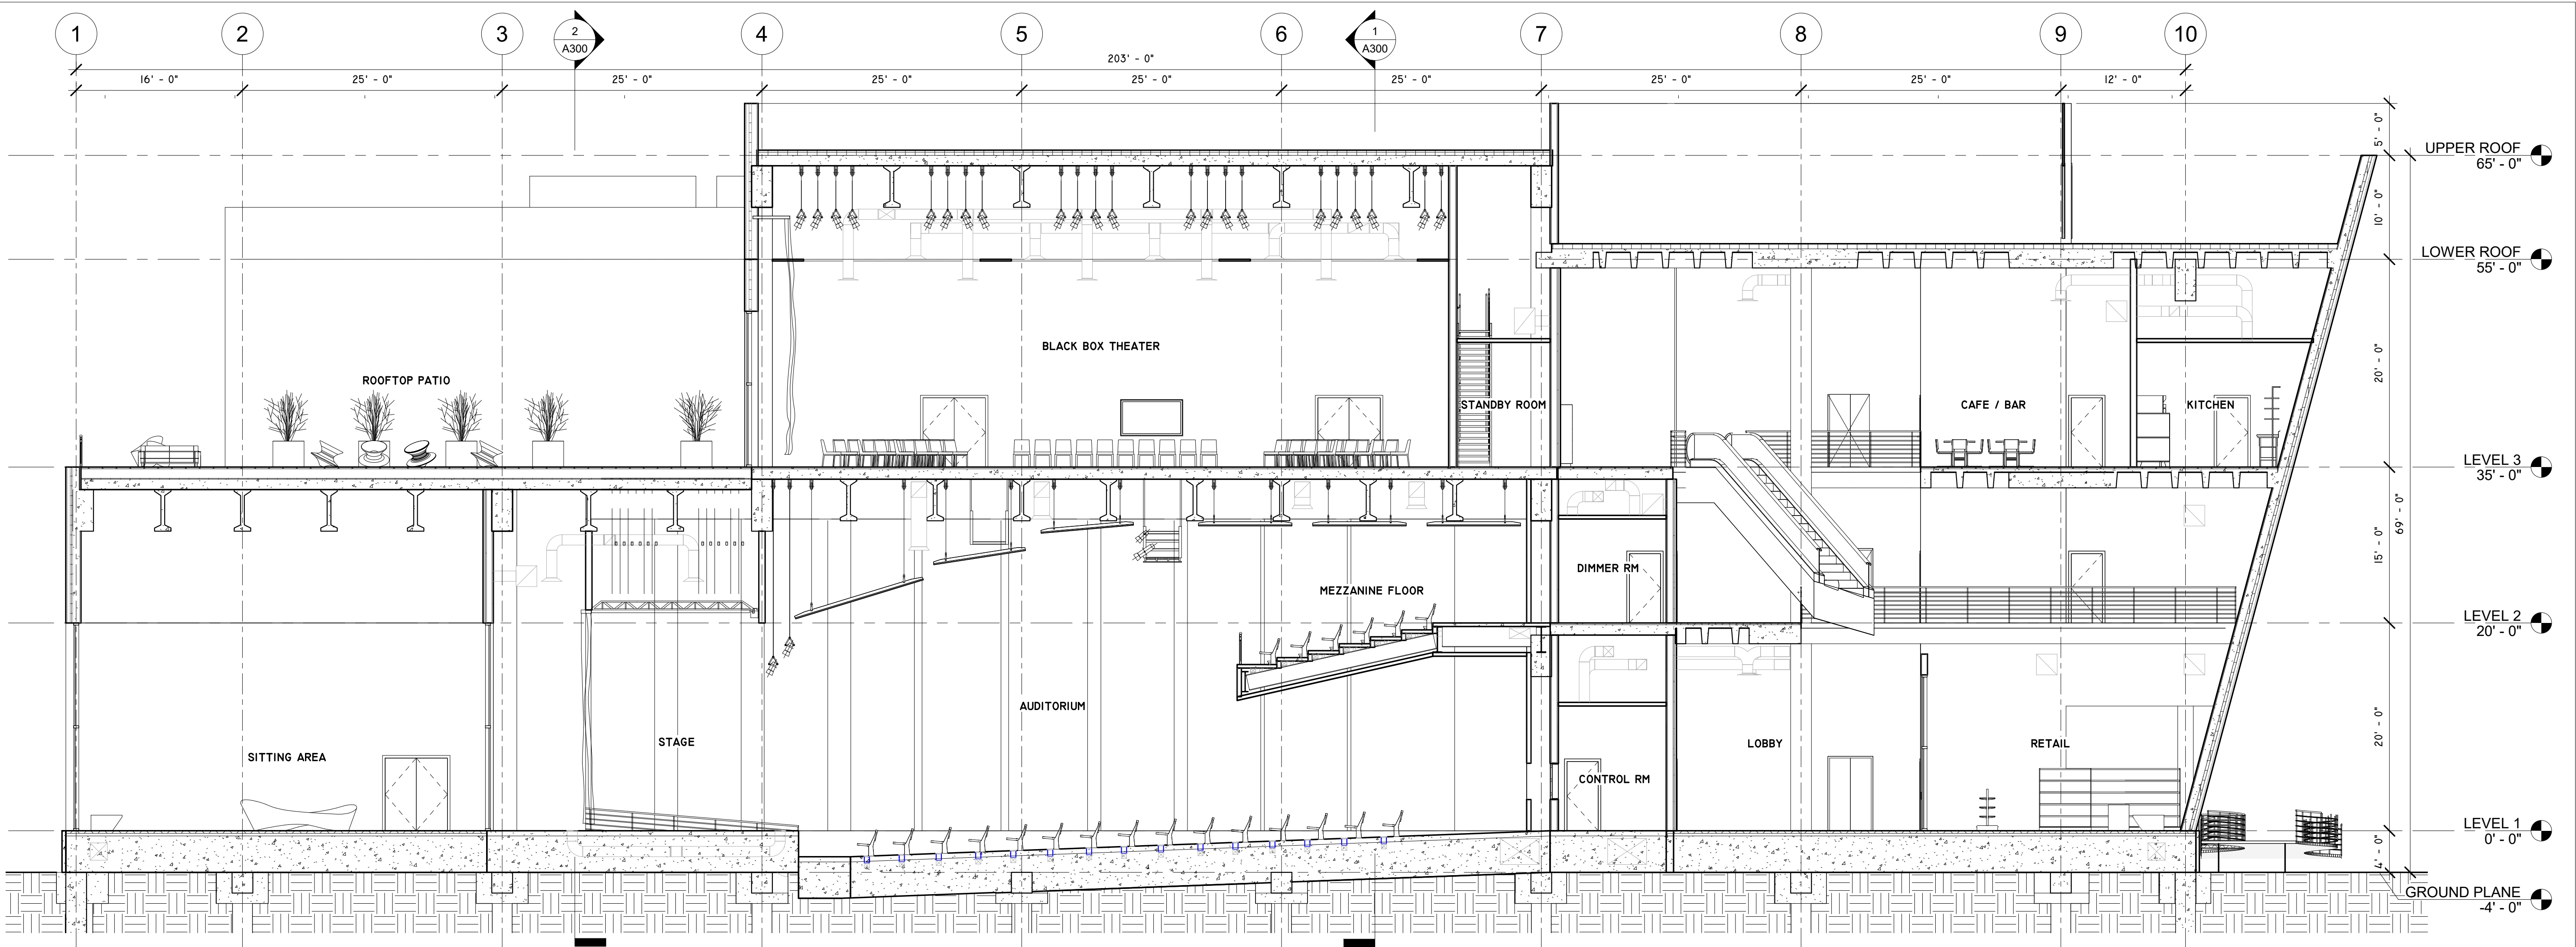 1
2
3
2
A300
4
5
6
1
A300
7
8
9
10
203' - 0"
16' - 0"
25' - 0"
25' - 0"
25' - 0"
25' - 0"
25' - 0"
25' - 0"
25' - 0"
12' - 0"
5' - 0"
UPPER ROOF
65' - 0"
10' - 0"
LOWER ROOF
55' - 0"
BLACK BOX THEATER
20' - 0"
ROOFTOP PATIO
STANDBY ROOM
CAFE / BAR
KITCHEN
LEVEL 3
35' - 0"
69' - 0"
15' - 0"
DIMMER RM
MEZZANINE FLOOR
LEVEL 2
20' - 0"
AUDITORIUM
STAGE
LOBBY
RETAIL
20' - 0"
SITTING AREA
CONTROL RM
LEVEL 1
0' - 0"
4' - 0"
GROUND PLANE
-4' - 0"